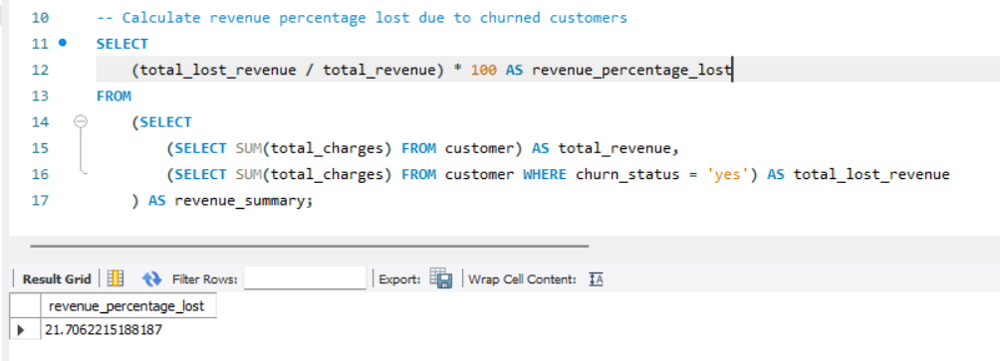 10 -- Calculate revenue percentage lost due to churned customers
11 SELECT
12 (total_lost_revenue / total_revenue) * 100 AS revenue_percentage_lost
13 FROM
14 (SELECT
15 (SELECT SUM(total_charges) FROM customer) AS total_revenue,
16 (SELECT SUM(total_charges) FROM customer WHERE churn_status = 'yes') AS total_lost_revenue
17 ) AS revenue_summary;
Result Grid Filter Rows: Export: Wrap Cell Content: IA
revenue_percentage_lost
21.7062215188187